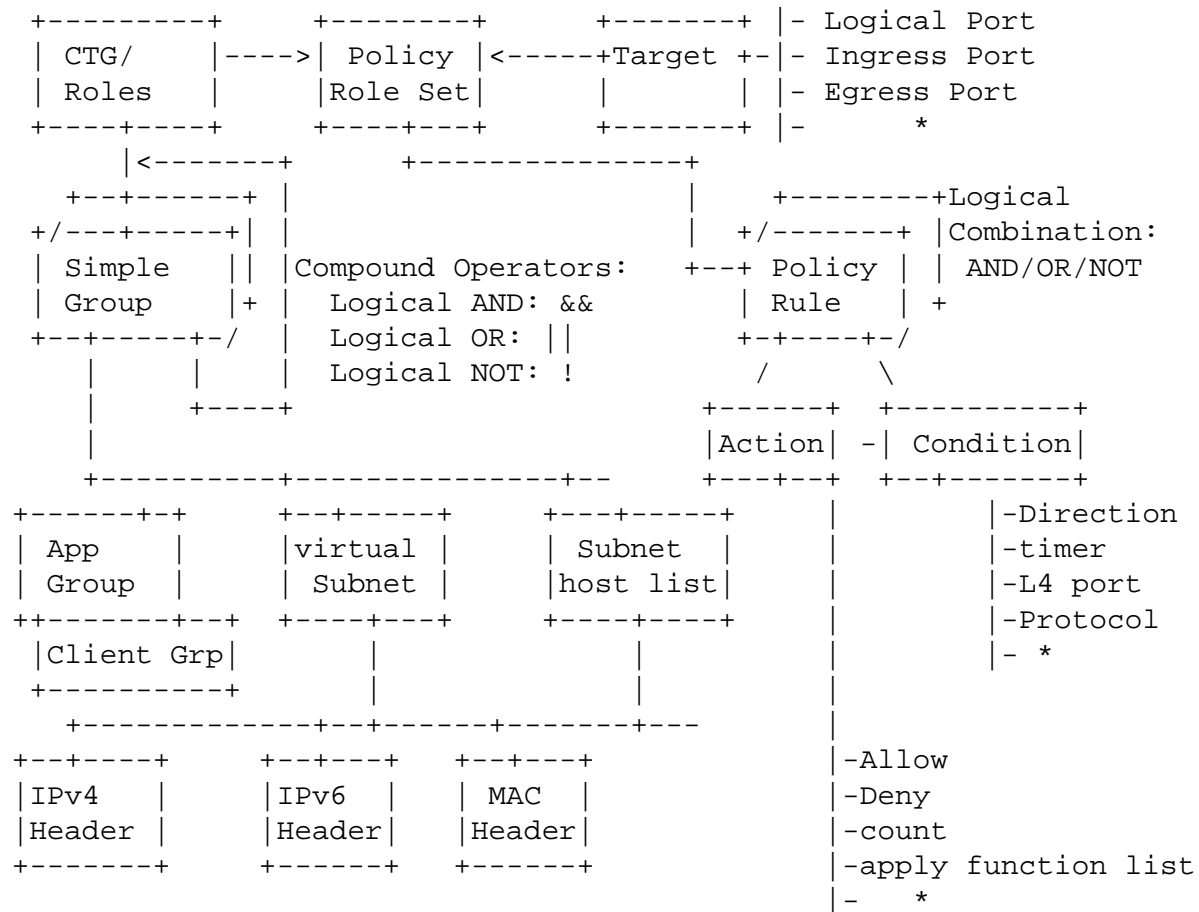 +---------+      +--------+       +-------+ |- Logical Port
| CTG/    |---->| Policy |<-----+Target +-|- Ingress Port
| Roles   |      |Role Set|       |       | |- Egress Port
+----+----+      +----+---+       +-------+ |-      *
|<-------+       +---------------+
+--+------+ |                       |    +--------+Logical
+/---+-----+| |                       |  +/-------+ |Combination:
| Simple   || |Compound Operators:   +--+ Policy | | AND/OR/NOT
| Group    |+ |  Logical AND: &&        | Rule   | +
+--+-----+-/  |  Logical OR: ||         +-+----+-/
|     |    |  Logical NOT: !          /      \
|     +----+                      +------+  +----------+
|                                 |Action| -| Condition|
+----------+---------------+--    +---+--+  +--+-------+
+------+-+     +--+-----+     +---+-----+      |        |-Direction
| App    |     |virtual |     | Subnet  |      |        |-timer
| Group  |     | Subnet |     |host list|      |        |-L4 port
++-------+--+  +----+---+     +----+----+      |        |-Protocol
|Client Grp|       |              |           |        |- *
+----------+       |              |           |
+-------------+--+------+-------+---       |
+--+----+     +--+---+   +--+---+             |-Allow
|IPv4   |     |IPv6  |   | MAC  |             |-Deny
|Header |     |Header|   |Header|             |-count
+-------+     +------+   +------+             |-apply function list
|-   *